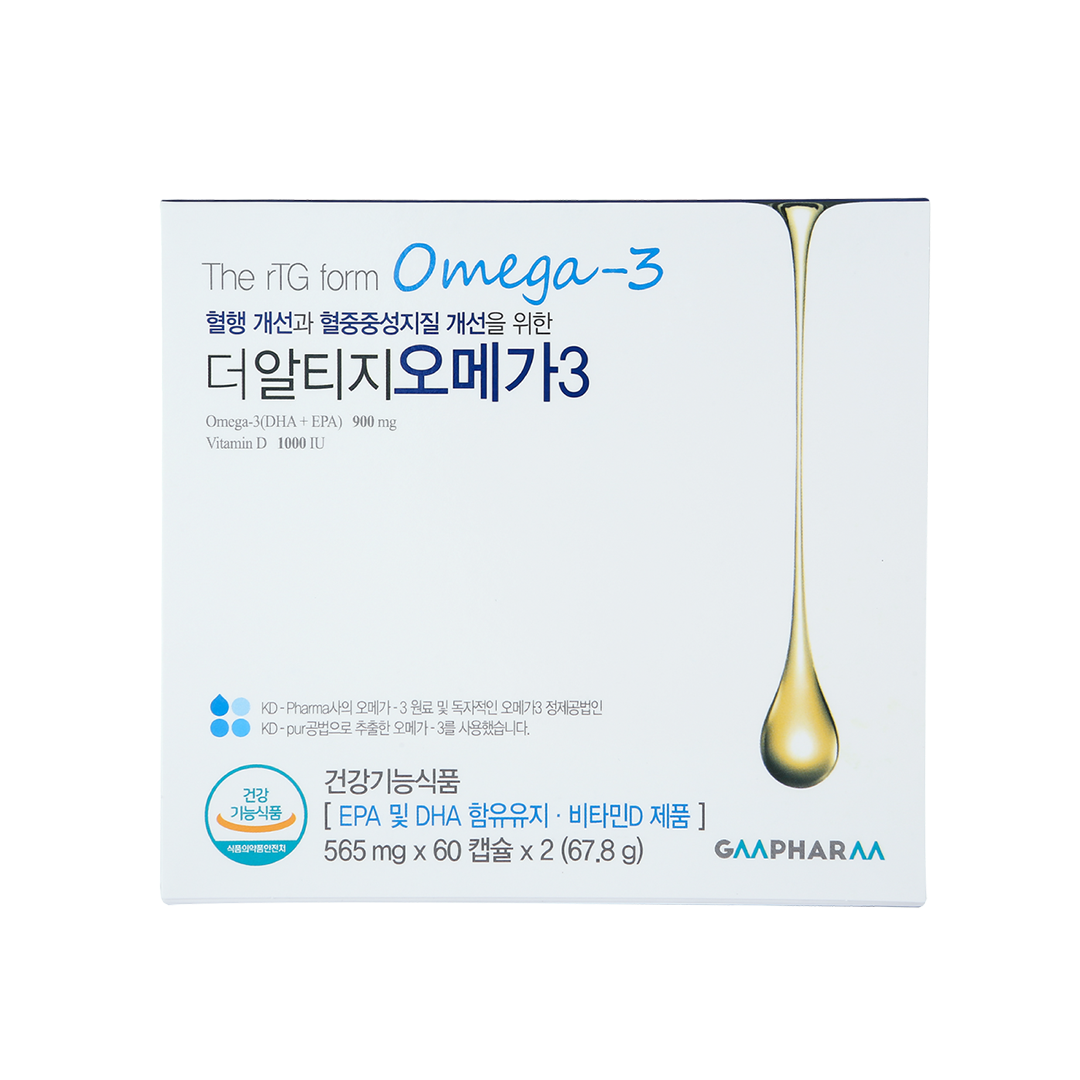 The rTG form Omega-3
혈행 개선과 혈중중성지질 개선을 위한
더알티지오메가3
Omega-3(DHA + EPA) 900 mg
Vitamin D 1000 IU
KD - Pharma사의 오메가 - 3 원료 및 독자적인 오메가3 정제공법인
KD - pur공법으로 추출한 오메가 - 3를 사용했습니다.
건강
기능식품
식품의약품안전처
건강기능식품
[ EPA 및 DHA 함유유지 · 비타민D 제품 ]
565 mg x 60 캡슐 x 2 (67.8 g)
GMPHARM